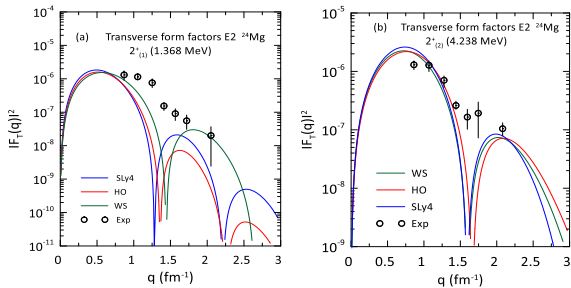 (a) Transverse form factors E2 ²⁴Mg
2⁺₍₁₎ (1.368 MeV)
10⁻⁴
10⁻⁵
10⁻⁶
10⁻⁷
10⁻⁸
10⁻⁹
10⁻¹⁰
10⁻¹¹
|F_T(q)|²
SLy4
HO
WS
Exp
0 0.5 1 1.5 2 2.5 3
q (fm⁻¹)
(b) Transverse form factors E2 ²⁴Mg
2⁺₍₂₎ (4.238 MeV)
10⁻⁵
10⁻⁶
10⁻⁷
10⁻⁸
10⁻⁹
|F_T(q)|²
WS
HO
SLy4
Exp
0 0.5 1 1.5 2 2.5 3
q (fm⁻¹)